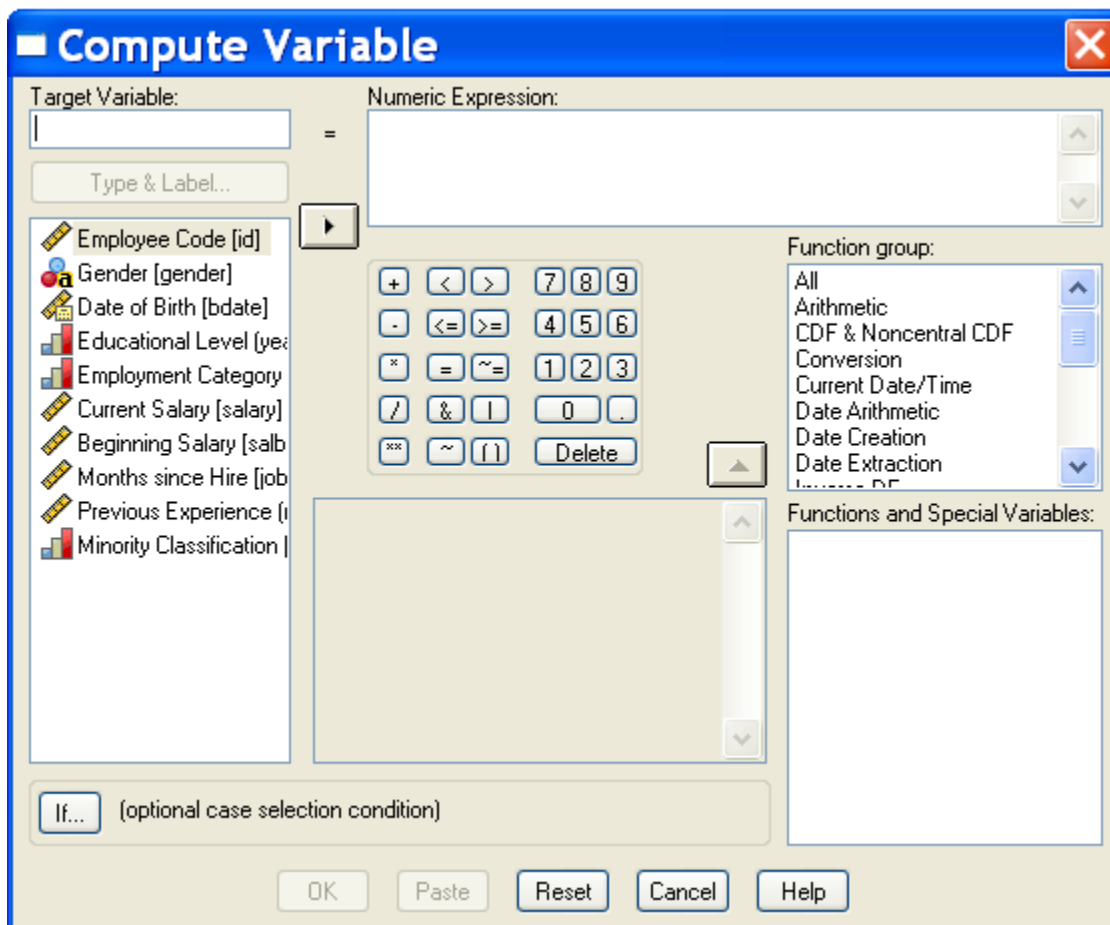 Compute Variable
Target Variable:
=
Numeric Expression:
Type & Label...
Employee Code [id]
a Gender [gender]
Date of Birth [bdate]
Educational Level (yea
Employment Category
Current Salary [salary]
Beginning Salary [salb
Months since Hire [job
Previous Experience (
Minority Classification [
+ < > 7 8 9
- <= >= 4 5 6
* = ~= 1 2 3
/ & | 0 .
** ~ () Delete
Function group:
All
Arithmetic
CDF & Noncentral CDF
Conversion
Current Date/Time
Date Arithmetic
Date Creation
Date Extraction
Functions and Special Variables:
If... (optional case selection condition)
OK Paste Reset Cancel Help